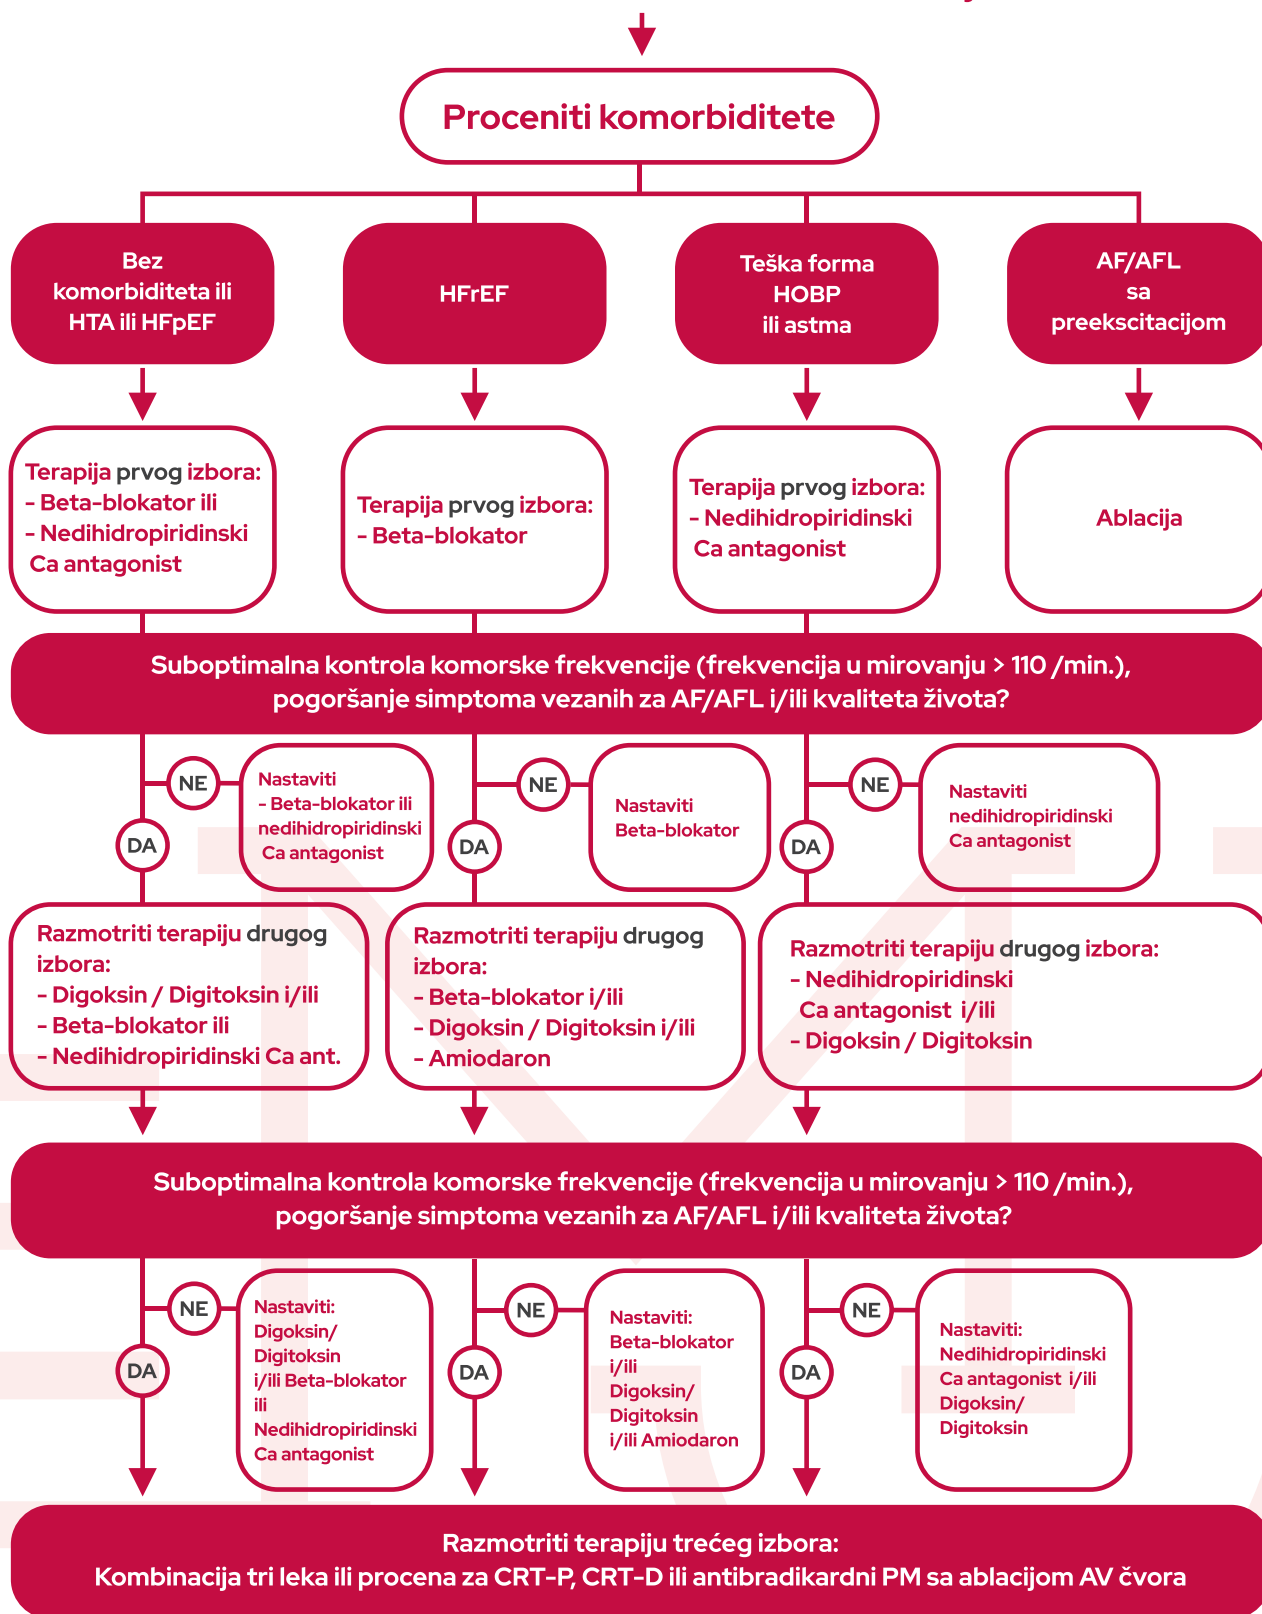 Proceniti komorbiditete
Bez
komorbiditeta ili
HTA ili HFpEF
HFrEF
Teška forma
HOBP
ili astma
AF/AFL
sa
preekscitacijom
Terapija prvog izbora:
- Beta-blokator ili
- Nedihidropiridinski
Ca antagonist
Terapija prvog izbora:
- Beta-blokator
Terapija prvog izbora:
- Nedihidropiridinski
Ca antagonist
Ablacija
Suboptimalna kontrola komorske frekvencije (frekvencija u mirovanju > 110 /min.),
pogoršanje simptoma vezanih za AF/AFL i/ili kvaliteta života?
NE
Nastaviti
- Beta-blokator ili
nedihidropiridinski
Ca antagonist
DA
NE
Nastaviti
Beta-blokator
DA
NE
Nastaviti
nedihidropiridinski
Ca antagonist
DA
Razmotriti terapiju drugog
izbora:
- Digoksin / Digitoksin i/ili
- Beta-blokator ili
- Nedihidropiridinski Ca ant.
Razmotriti terapiju drugog
izbora:
- Beta-blokator i/ili
- Digoksin / Digitoksin i/ili
- Amiodaron
Razmotriti terapiju drugog izbora:
- Nedihidropiridinski
Ca antagonist i/ili
- Digoksin / Digitoksin
Suboptimalna kontrola komorske frekvencije (frekvencija u mirovanju > 110 /min.),
pogoršanje simptoma vezanih za AF/AFL i/ili kvaliteta života?
NE
Nastaviti:
Digoksin/
Digitoksin
i/ili Beta-blokator
ili
Nedihidropiridinski
Ca antagonist
DA
NE
Nastaviti:
Beta-blokator
i/ili
Digoksin/
Digitoksin
i/ili Amiodaron
DA
NE
Nastaviti:
Nedihidropiridinski
Ca antagonist i/ili
Digoksin/
Digitoksin
DA
Razmotriti terapiju trećeg izbora:
Kombinacija tri leka ili procena za CRT-P, CRT-D ili antibradikardni PM sa ablacijom AV čvora